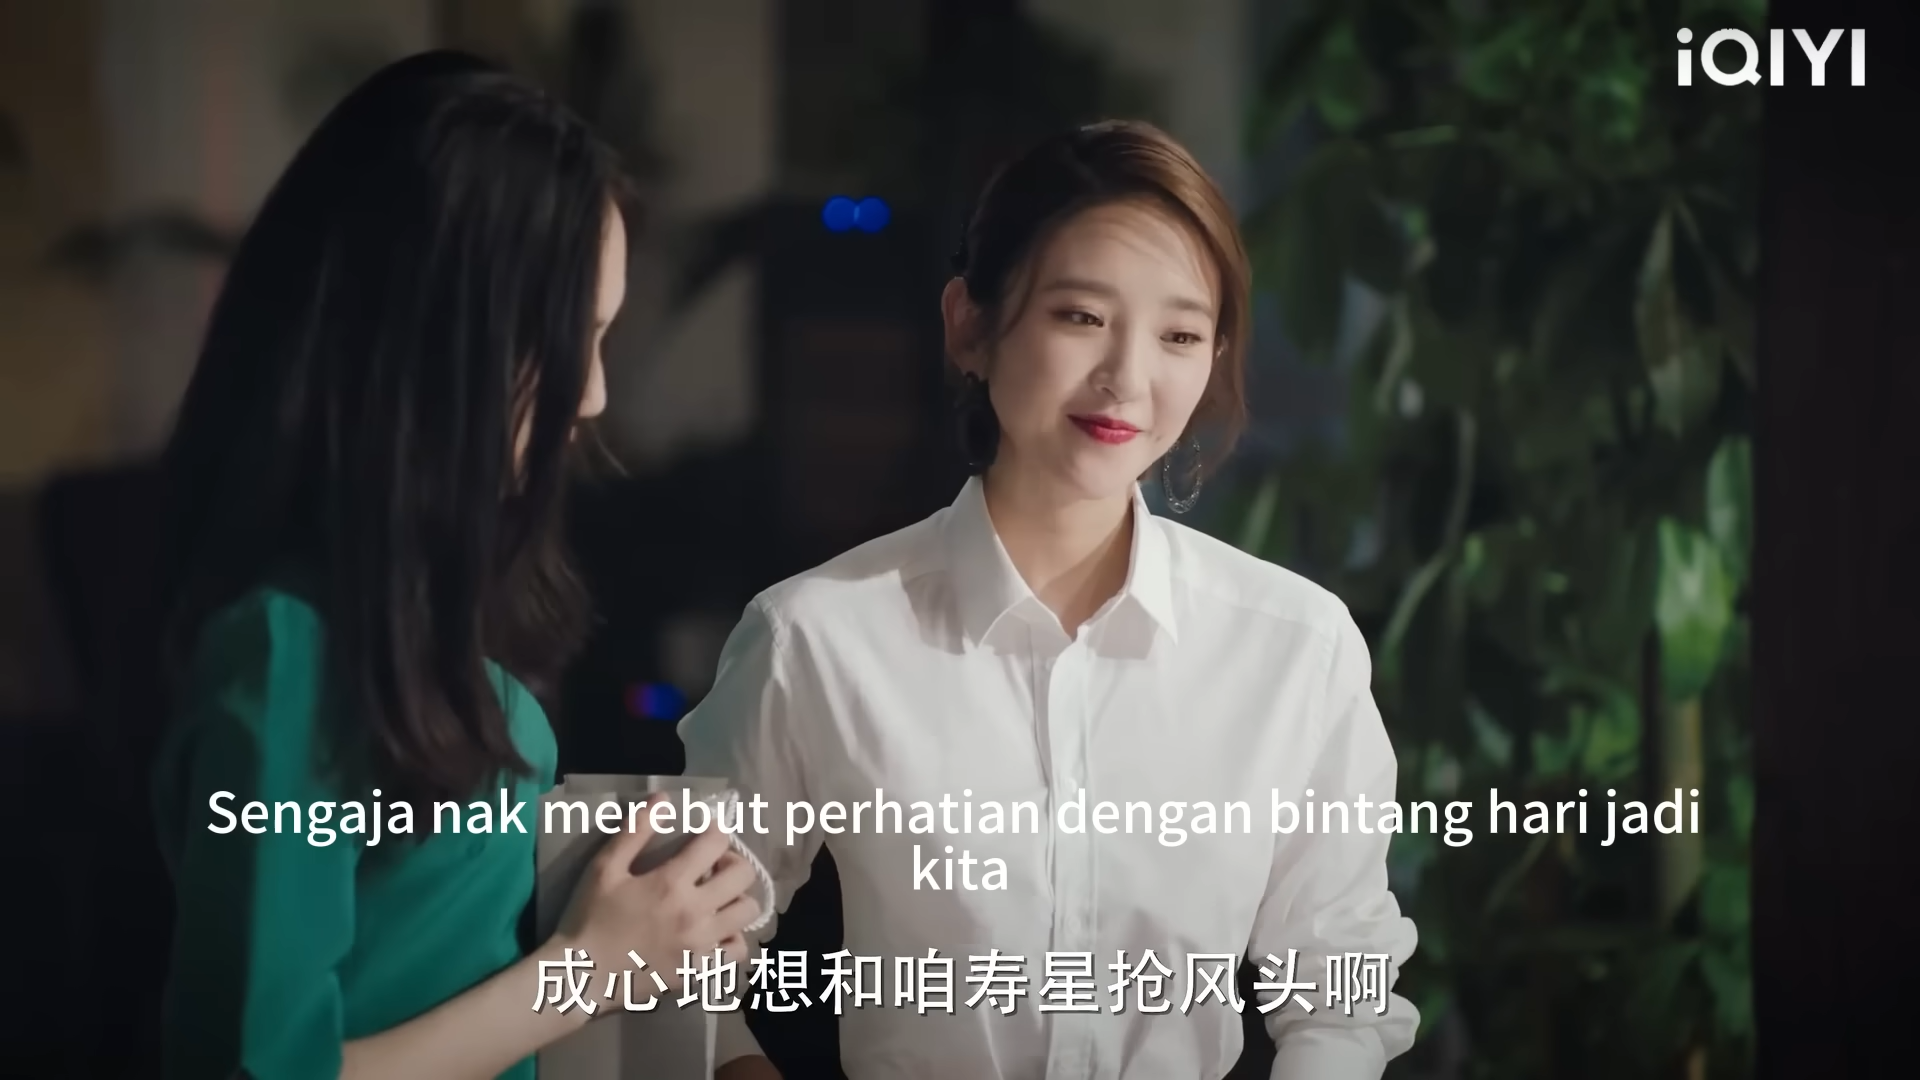 iQIYI
Sengaja nak merebut perhatian dengan bintang hari jadi
kita
成心地想和咱寿星抢风头啊